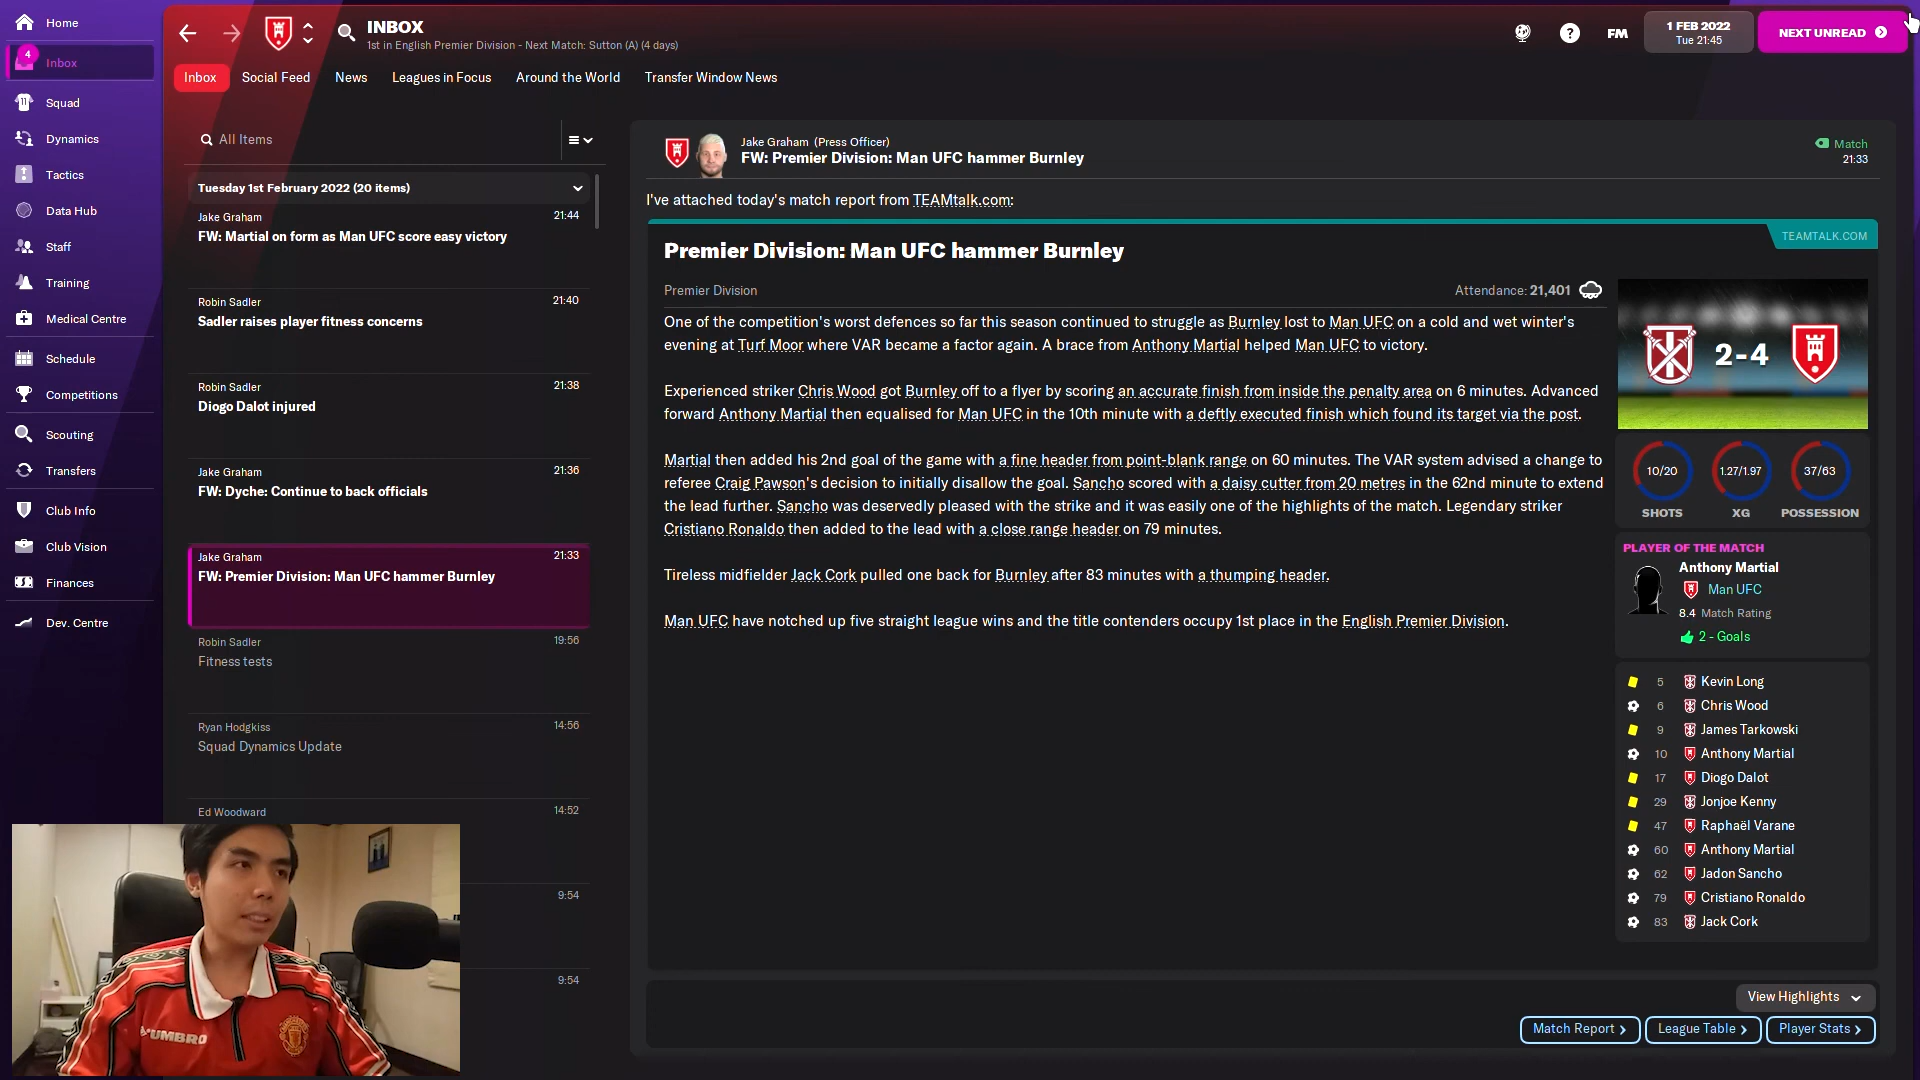 Home
4
Inbox
Squad
Dynamics
Tactics
Data Hub
Staff
Training
Medical Centre
Schedule
Competitions
Scouting
Transfers
Club Info
Club Vision
Finances
Dev. Centre
INBOX
1st in English Premier Division - Next Match: Sutton (A) (4 days)
FM
1 FEB 2022
Tue 21:45
NEXT UNREAD
Inbox
Social Feed
News
Leagues in Focus
Around the World
Transfer Window News
All Items
Tuesday 1st February 2022 (20 items)
Jake Graham 21:44
FW: Martial on form as Man UFC score easy victory
Robin Sadler 21:40
Sadler raises player fitness concerns
Robin Sadler 21:38
Diogo Dalot injured
Jake Graham 21:36
FW: Dyche: Continue to back officials
Jake Graham 21:33
FW: Premier Division: Man UFC hammer Burnley
Robin Sadler 19:56
Fitness tests
Ryan Hodgkiss 14:56
Squad Dynamics Update
Ed Woodward 14:52
9:54
9:54
UMBRO
Jake Graham (Press Officer)
FW: Premier Division: Man UFC hammer Burnley
Match
21:33
I've attached today's match report from TEAMtalk.com:
TEAMTALK.COM
Premier Division: Man UFC hammer Burnley
Premier Division
Attendance: 21,401
One of the competition's worst defences so far this season continued to struggle as Burnley lost to Man UFC on a cold and wet winter's
evening at Turf Moor where VAR became a factor again. A brace from Anthony Martial helped Man UFC to victory.
Experienced striker Chris Wood got Burnley off to a flyer by scoring an accurate finish from inside the penalty area on 6 minutes. Advanced
forward Anthony Martial then equalised for Man UFC in the 10th minute with a deftly executed finish which found its target via the post.
Martial then added his 2nd goal of the game with a fine header from point-blank range on 60 minutes. The VAR system advised a change to
referee Craig Pawson's decision to initially disallow the goal. Sancho scored with a daisy cutter from 20 metres in the 62nd minute to extend
the lead further. Sancho was deservedly pleased with the strike and it was easily one of the highlights of the match. Legendary striker
Cristiano Ronaldo then added to the lead with a close range header on 79 minutes.
Tireless midfielder Jack Cork pulled one back for Burnley after 83 minutes with a thumping header.
Man UFC have notched up five straight league wins and the title contenders occupy 1st place in the English Premier Division.
2-4
10/20
1.27/1.97
37/63
SHOTS
XG
POSSESSION
PLAYER OF THE MATCH
Anthony Martial
Man UFC
8.4 Match Rating
2 - Goals
5 Kevin Long
6 Chris Wood
9 James Tarkowski
10 Anthony Martial
17 Diogo Dalot
29 Jonjoe Kenny
47 Raphaël Varane
60 Anthony Martial
62 Jadon Sancho
79 Cristiano Ronaldo
83 Jack Cork
View Highlights
Match Report
League Table
Player Stats